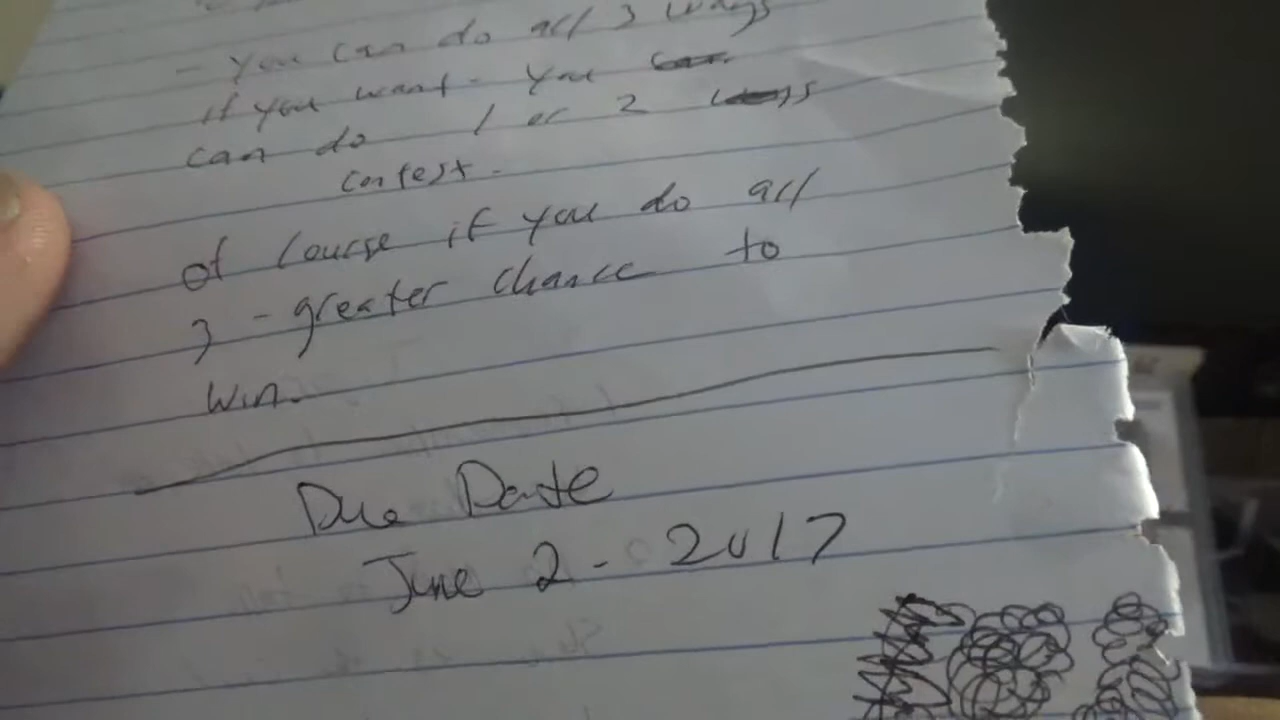 - you can do all 3 ways
if you want - you
can do 1 or 2
contest.
of course if you do all
3 - greater chance to
win.
Due Date
June 2 - 2017